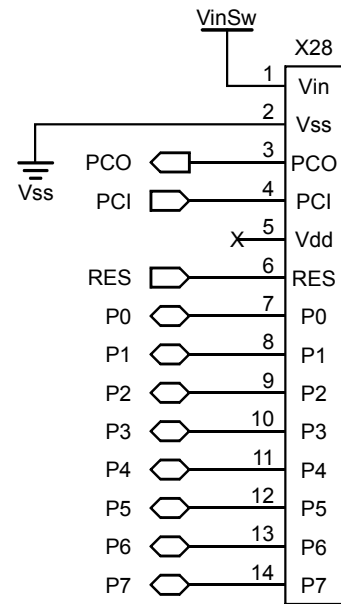 VinSw
X28
1 Vin
2 Vss
Vss
PCO 3 PCO
PCI 4 PCI
X 5 Vdd
RES 6 RES
P0 7 P0
P1 8 P1
P2 9 P2
P3 10 P3
P4 11 P4
P5 12 P5
P6 13 P6
P7 14 P7